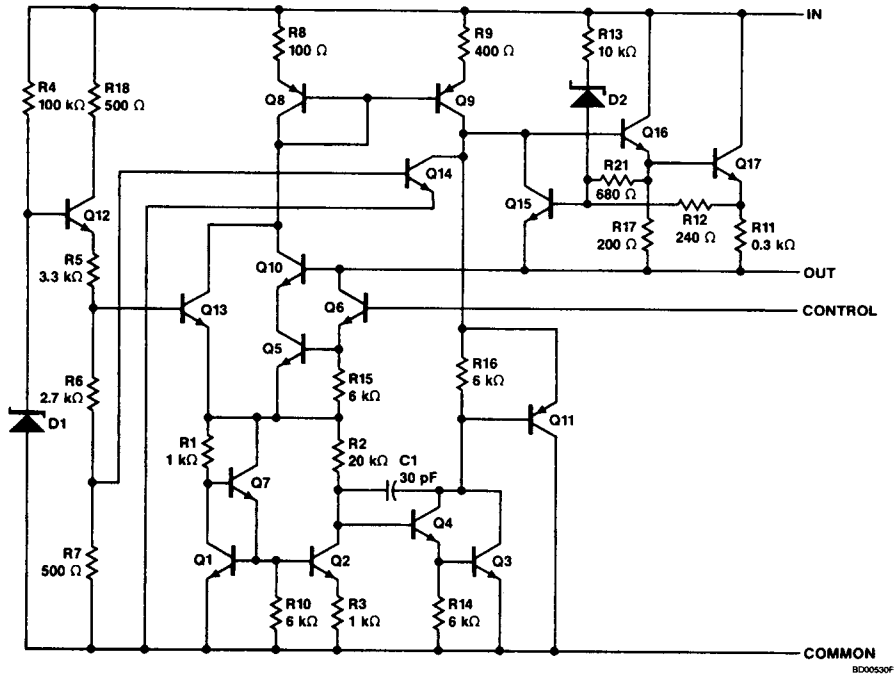 IN
R8
100 Ω
R9
400 Ω
R13
10 kΩ
R4
100 kΩ
R18
500 Ω
Q8
Q9
D2
Q16
Q14
Q17
R21
680 Ω
Q15
Q12
R17
200 Ω
R12
240 Ω
R11
0.3 kΩ
R5
3.3 kΩ
Q10
OUT
Q13
Q6
CONTROL
Q5
R15
6 kΩ
R16
6 kΩ
R6
2.7 kΩ
D1
Q11
R1
1 kΩ
R2
20 kΩ
C1
30 pF
Q7
Q4
R7
500 Ω
Q1
Q2
Q3
R10
6 kΩ
R3
1 kΩ
R14
6 kΩ
COMMON
BD00530F